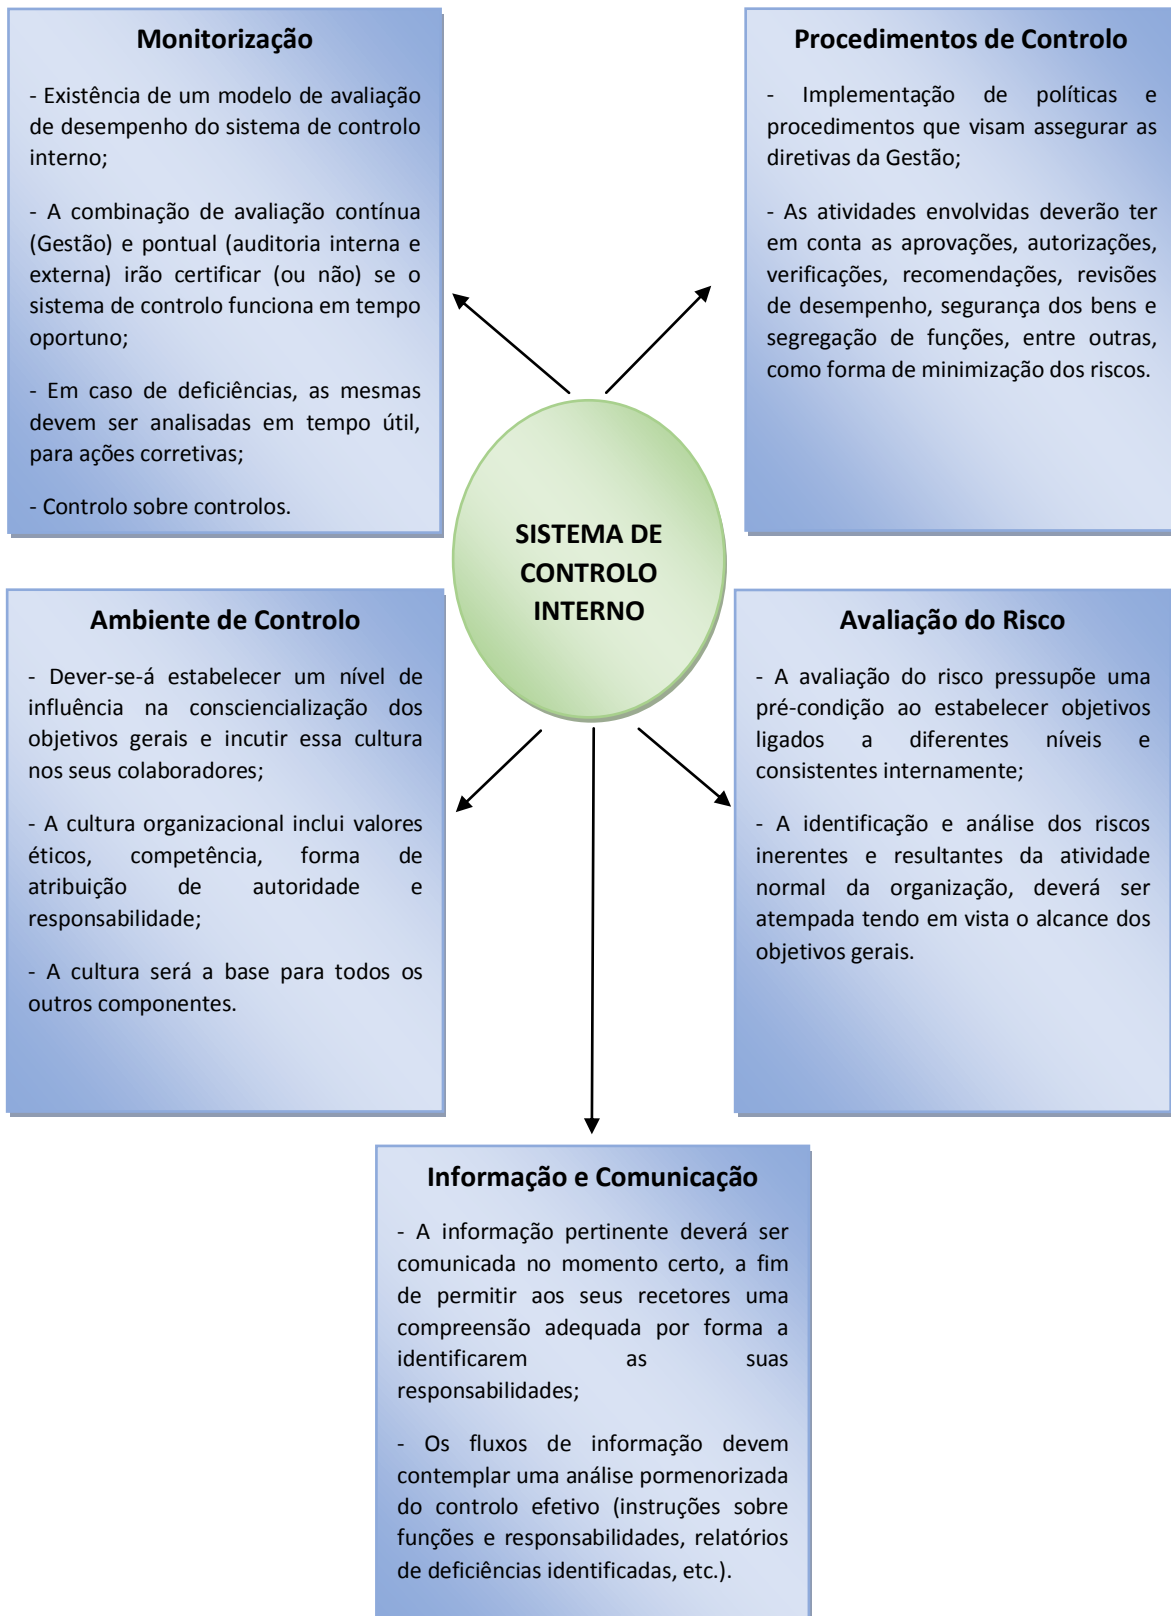 Monitorização
- Existência de um modelo de avaliação
de desempenho do sistema de controlo
interno;
- A combinação de avaliação contínua
(Gestão) e pontual (auditoria interna e
externa) irão certificar (ou não) se o
sistema de controlo funciona em tempo
oportuno;
- Em caso de deficiências, as mesmas
devem ser analisadas em tempo útil,
para ações corretivas;
- Controlo sobre controlos.
Procedimentos de Controlo
- Implementação de políticas e
procedimentos que visam assegurar as
diretivas da Gestão;
- As atividades envolvidas deverão ter
em conta as aprovações, autorizações,
verificações, recomendações, revisões
de desempenho, segurança dos bens e
segregação de funções, entre outras,
como forma de minimização dos riscos.
SISTEMA DE
CONTROLO
INTERNO
Ambiente de Controlo
- Dever-se-á estabelecer um nível de
influência na consciencialização dos
objetivos gerais e incutir essa cultura
nos seus colaboradores;
- A cultura organizacional inclui valores
éticos, competência, forma de
atribuição de autoridade e
responsabilidade;
- A cultura será a base para todos os
outros componentes.
Avaliação do Risco
- A avaliação do risco pressupõe uma
pré-condição ao estabelecer objetivos
ligados a diferentes níveis e
consistentes internamente;
- A identificação e análise dos riscos
inerentes e resultantes da atividade
normal da organização, deverá ser
atempada tendo em vista o alcance dos
objetivos gerais.
Informação e Comunicação
- A informação pertinente deverá ser
comunicada no momento certo, a fim
de permitir aos seus recetores uma
compreensão adequada por forma a
identificarem as suas
responsabilidades;
- Os fluxos de informação devem
contemplar uma análise pormenorizada
do controlo efetivo (instruções sobre
funções e responsabilidades, relatórios
de deficiências identificadas, etc.).